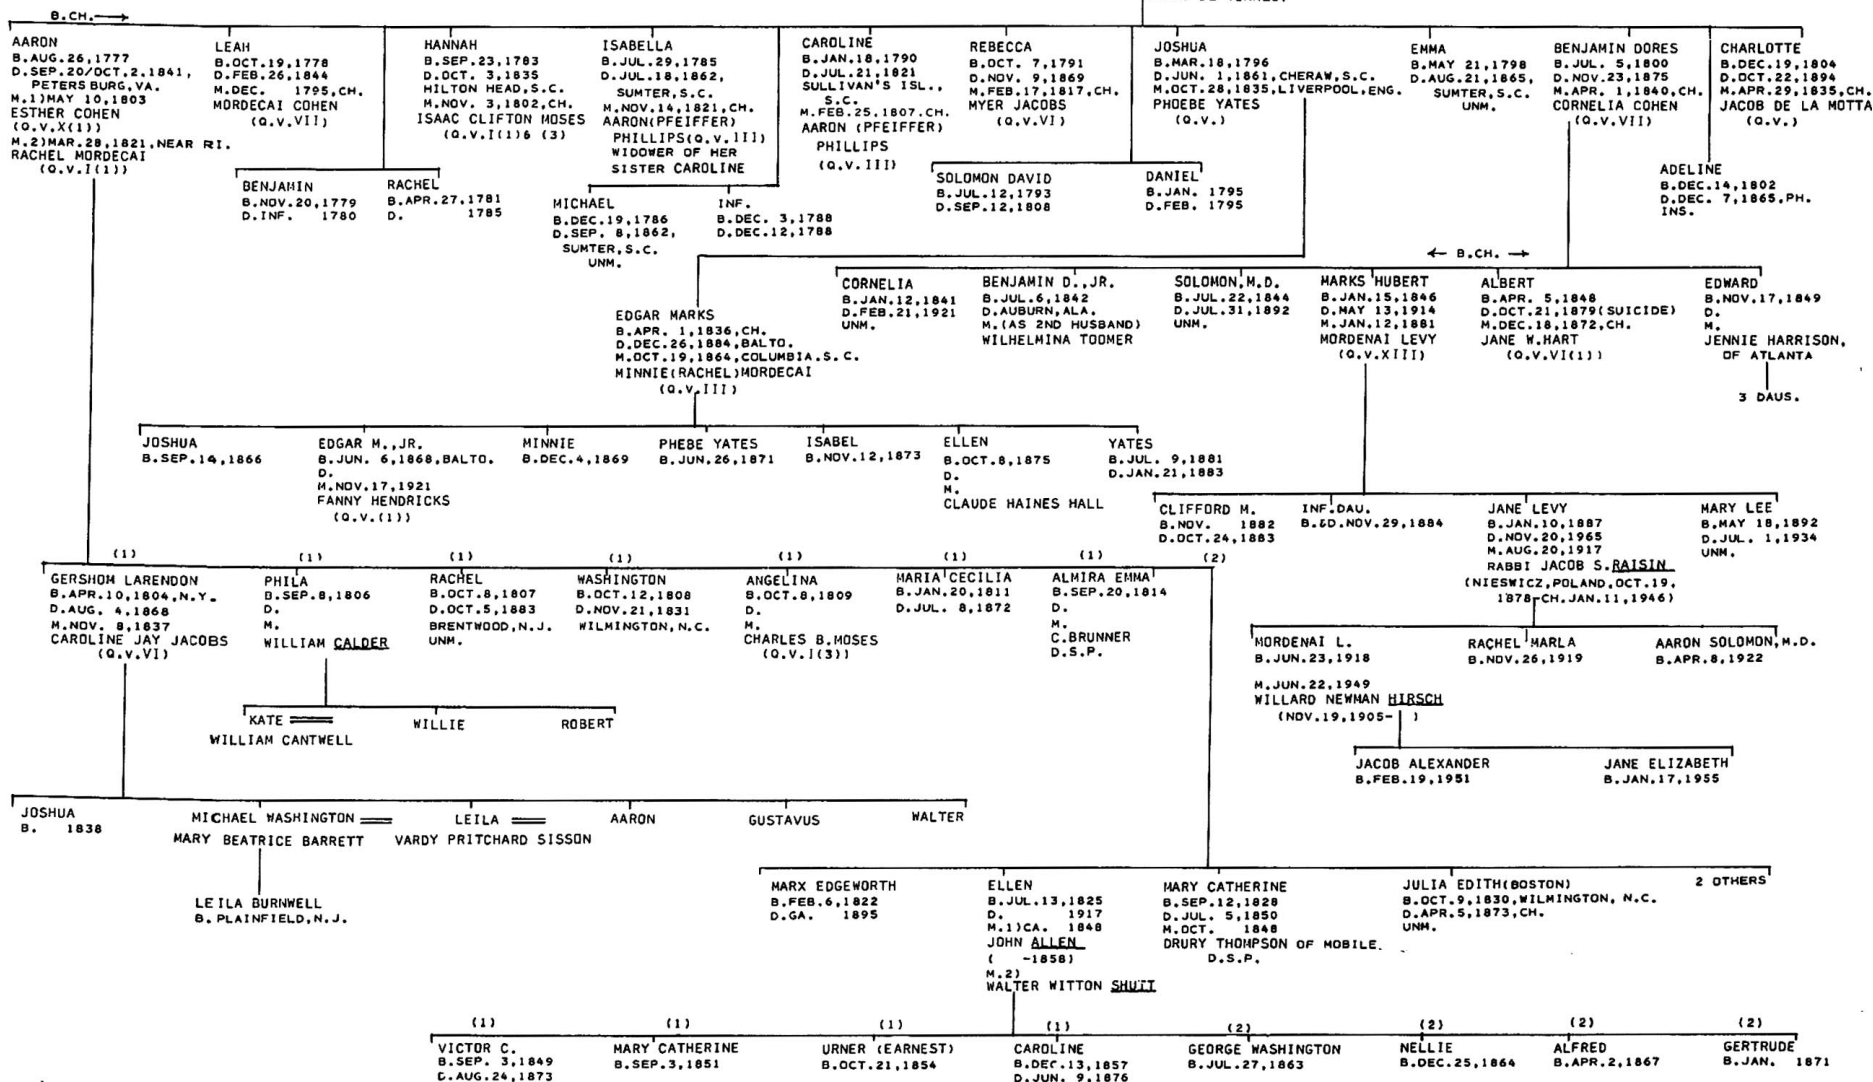 B.CH.→
AARON
B.AUG.26,1777
D.SEP.20/OCT.2.1841,
PETERSBURG,VA.
M.1)MAY 10,1803
ESTHER COHEN
(Q.V.X(1))
M.2)MAR.28,1821,NEAR RI.
RACHEL MORDECAI
(Q.V.I(1))
LEAH
B.OCT.19,1778
D.FEB.26,1844
M.DEC. 1795,CH.
MORDECAI COHEN
(Q.V.VII)
HANNAH
B.SEP.23,1783
D.OCT. 3,1835
HILTON HEAD,S.C.
M.NOV. 3,1802,CH.
ISAAC CLIFTON MOSES
(Q.V.I(1)& (3)
ISABELLA
B.JUL.29,1785
D.JUL.18,1862,
SUMTER,S.C.
M.NOV.14,1821,CH.
AARON(PFEIFFER)
PHILLIPS(Q.V.III)
WIDOWER OF HER
SISTER CAROLINE
CAROLINE
B.JAN.18,1790
D.JUL.21,1821
SULLIVAN'S ISL.,
S.C.
M.FEB.25,1807.CH.
AARON (PFEIFFER)
PHILLIPS
(Q.V.III)
REBECCA
B.OCT. 7,1791
D.NOV. 9,1869
M.FEB.17,1817,CH.
MYER JACOBS
(Q.V.VI)
JOSHUA
B.MAR.18,1796
D.JUN. 1,1861,CHERAW,S.C.
M.OCT.28,1835,LIVERPOOL,ENG.
PHOEBE YATES
(Q.V.)
EMMA
B.MAY 21,1798
D.AUG.21,1865,
SUMTER,S.C.
UNM.
BENJAMIN DORES
B.JUL. 5,1800
D.NOV.23,1875
M.APR. 1,1840,CH.
CORNELIA COHEN
(Q.V.VII)
CHARLOTTE
B.DEC.19,1804
D.OCT.22,1894
M.APR.29,1835,CH.
JACOB DE LA MOTTA
(Q.V.)
BENJAMIN
B.NOV.20,1779
D.INF. 1780
RACHEL
B.APR.27,1781
D. 1785
MICHAEL
B.DEC.19,1786
D.SEP. 8,1862,
SUMTER,S.C.
UNM.
INF.
B.DEC. 3,1788
D.DEC.12,1788
SOLOMON DAVID
B.JUL.12,1793
D.SEP.12,1808
DANIEL
B.JAN. 1795
D.FEB. 1795
ADELINE
B.DEC.14,1802
D.DEC. 7,1865,PH.
INS.
← B.CH. →
EDGAR MARKS
B.APR. 1,1836,CH.
D.DEC.26,1884,BALTO.
M.OCT.19,1864,COLUMBIA.S.C.
MINNIE(RACHEL)MORDECAI
(Q.V.III)
CORNELIA
B.JAN.12,1841
D.FEB.21,1921
UNM.
BENJAMIN D.,JR.
B.JUL.6,1842
D.AUBURN,ALA.
M.(AS 2ND HUSBAND)
WILHELMINA TOOMER
SOLOMON,M.D.
B.JUL.22,1844
D.JUL.31,1892
UNM.
MARKS HUBERT
B.JAN.15,1846
D.MAY 13,1914
M.JAN.12,1881
MORDENAI LEVY
(Q.V.XIII)
ALBERT
B.APR. 5,1848
D.OCT.21,1879(SUICIDE)
M.DEC.18,1872,CH.
JANE W.HART
(Q.V.VI(1))
EDWARD
B.NOV.17,1849
D.
M.
JENNIE HARRISON,
OF ATLANTA
3 DAUS.
JOSHUA
B.SEP.14,1866
EDGAR M.,JR.
B.JUN. 6,1868,BALTO.
D.
M.NOV.17,1921
FANNY HENDRICKS
(Q.V.(1))
MINNIE
B.DEC.4,1869
PHEBE YATES
B.JUN.26,1871
ISABEL
B.NOV.12,1873
ELLEN
B.OCT.8,1875
D.
M.
CLAUDE HAINES HALL
YATES
B.JUL. 9,1881
D.JAN.21,1883
CLIFFORD M.
B.NOV. 1882
D.OCT.24,1883
INF.DAU.
B.&D.NOV.29,1884
JANE LEVY
B.JAN.10,1887
D.NOV.20,1965
M.AUG.20,1917
RABBI JACOB S.RAISIN
(NIESWICZ,POLAND,OCT.19,
1878-CH.JAN.11,1946)
MARY LEE
B.MAY 18,1892
D.JUL. 1,1934
UNM.
(1) (1) (1) (1) (1) (1) (1) (2)
GERSHOM LARENDON
B.APR.10,1804,N.Y.
D.AUG. 4,1868
M.NOV. 8,1837
CAROLINE JAY JACOBS
(Q.V.VI)
PHILA
B.SEP.8,1806
D.
M.
WILLIAM CALDER
RACHEL
B.OCT.8,1807
D.OCT.5,1883
BRENTWOOD,N.J.
UNM.
WASHINGTON
B.OCT.12,1808
D.NOV.21,1831
WILMINGTON,N.C.
ANGELINA
B.OCT.8,1809
D.
M.
CHARLES B.MOSES
(Q.V.I(3))
MARIA CECILIA
B.JAN.20,1811
D.JUL. 8,1872
ALMIRA EMMA
B.SEP.20,1814
D.
M.
C.BRUNNER
D.S.P.
MORDENAI L.
B.JUN.23,1918
M.JUN.22,1949
WILLARD NEWMAN HIRSCH
(NOV.19,1905- )
RACHEL MARLA
B.NOV.26,1919
AARON SOLOMON,M.D.
B.APR.8,1922
KATE
WILLIAM CANTWELL
WILLIE
ROBERT
JACOB ALEXANDER
B.FEB.19,1951
JANE ELIZABETH
B.JAN.17,1955
JOSHUA
B. 1838
MICHAEL WASHINGTON
MARY BEATRICE BARRETT
LEILA
VARDY PRITCHARD SISSON
AARON
GUSTAVUS
WALTER
LEILA BURNWELL
B.PLAINFIELD,N.J.
MARX EDGEWORTH
B.FEB.6,1822
D.GA. 1895
ELLEN
B.JUL.13,1825
D. 1917
M.1)CA. 1848
JOHN ALLEN
( -1858)
M.2)
WALTER WITTON SHUTT
MARY CATHERINE
B.SEP.12,1828
D.JUL. 5,1850
M.OCT. 1848
DRURY THOMPSON OF MOBILE.
D.S.P.
JULIA EDITH(BOSTON)
B.OCT.9,1830,WILMINGTON, N.C.
D.APR.5,1873,CH.
UNM.
2 OTHERS
(1) (1) (1) (1) (2) (2) (2) (2)
VICTOR C.
B.SEP. 3,1849
D.AUG.24,1873
MARY CATHERINE
B.SEP.3,1851
URNER (EARNEST)
B.OCT.21,1854
CAROLINE
B.DEC.13,1857
D.JUN. 9,1876
GEORGE WASHINGTON
B.JUL.27,1863
NELLIE
B.DEC.25,1864
ALFRED
B.APR.2,1867
GERTRUDE
B.JAN. 1871